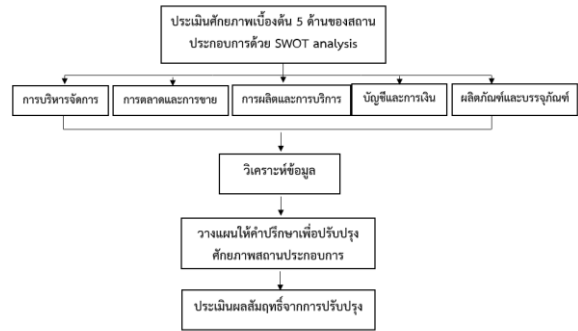 ประเมินศักยภาพเบื้องต้น 5 ด้านของสถาน
ประกอบการด้วย SWOT analysis
การบริหารจัดการ
การตลาดและการขาย
การผลิตและการบริการ
บัญชีและการเงิน
ผลิตภัณฑ์และบรรจุภัณฑ์
วิเคราะห์ข้อมูล
วางแผนให้คำปรึกษาเพื่อปรับปรุง
ศักยภาพสถานประกอบการ
ประเมินผลสัมฤทธิ์จากการปรับปรุง